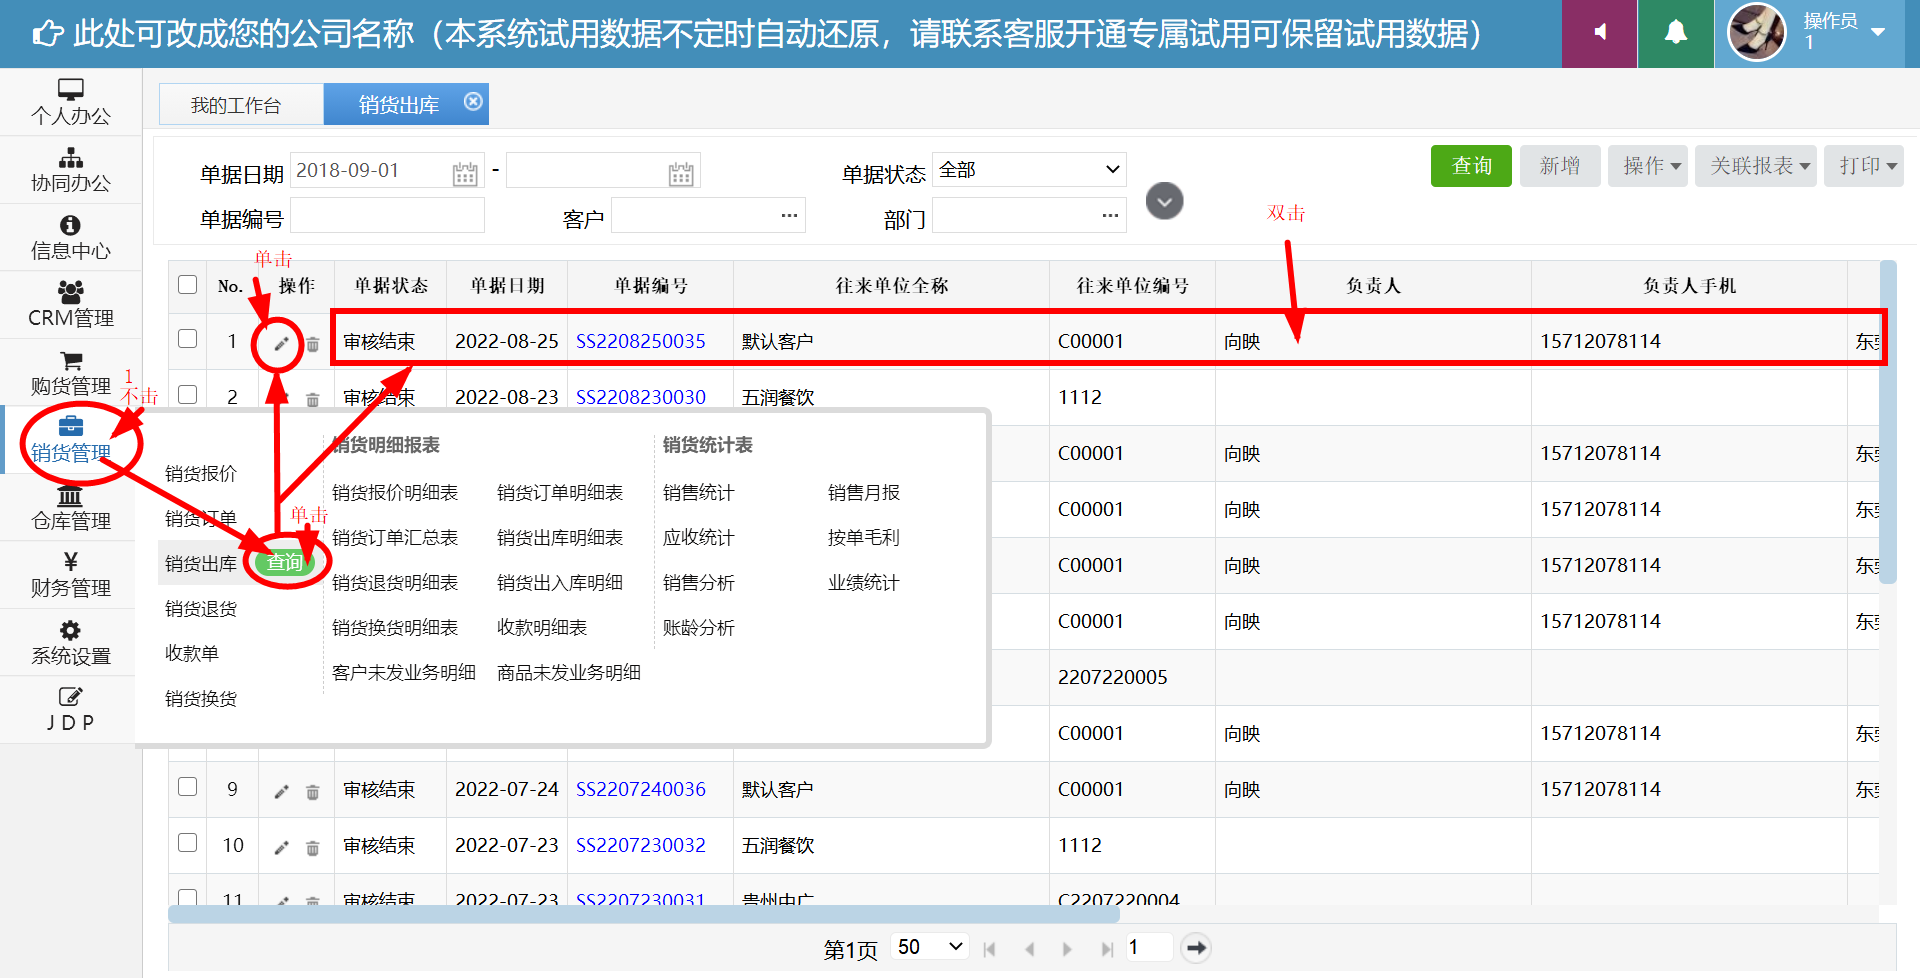 此处可改成您的公司名称（本系统试用数据不定时自动还原，请联系客服开通专属试用可保留试用数据）
操作员
1
个人办公
协同办公
信息中心
CRM管理
购货管理
销货管理
仓库管理
财务管理
系统设置
J D P
我的工作台
销货出库
单据日期 2018-09-01 -
单据状态 全部
单据编号
客户 ...
部门 ...
查询 新增 操作 关联报表 打印
双击
单击
1
不击
单击
No. 操作 单据状态 单据日期 单据编号 往来单位全称 往来单位编号 负责人 负责人手机
1 审核结束 2022-08-25 SS2208250035 默认客户 C00001 向映 15712078114
2 审核结束 2022-08-23 SS2208230030 五润餐饮 1112
C00001 向映 15712078114
C00001 向映 15712078114
C00001 向映 15712078114
C00001 向映 15712078114
2207220005
C00001 向映 15712078114
9 审核结束 2022-07-24 SS2207240036 默认客户 C00001 向映 15712078114
10 审核结束 2022-07-23 SS2207230032 五润餐饮 1112
11 审核结束 2022-07-23 SS2207230031 贵州中广 C2207220004
销货报价
销货订单
销货出库 查询
销货退货
收款单
销货换货
销货明细报表
销货报价明细表 销货订单明细表
销货订单汇总表 销货出库明细表
销货退货明细表 销货出入库明细
销货换货明细表 收款明细表
客户未发业务明细 商品未发业务明细
销货统计表
销售统计 销售月报
应收统计 按单毛利
销售分析 业绩统计
账龄分析
第1页 50 1